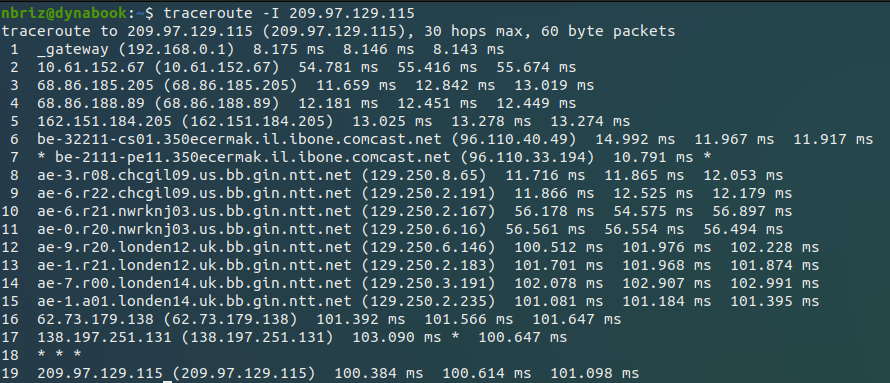 nbriz@dynabook:~$ traceroute -I 209.97.129.115
traceroute to 209.97.129.115 (209.97.129.115), 30 hops max, 60 byte packets
 1  _gateway (192.168.0.1)  8.175 ms  8.146 ms  8.143 ms
 2  10.61.152.67 (10.61.152.67)  54.781 ms  55.416 ms  55.674 ms
 3  68.86.185.205 (68.86.185.205)  11.659 ms  12.842 ms  13.019 ms
 4  68.86.188.89 (68.86.188.89)  12.181 ms  12.451 ms  12.449 ms
 5  162.151.184.205 (162.151.184.205)  13.025 ms  13.278 ms  13.274 ms
 6  be-32211-cs01.350ecermak.il.ibone.comcast.net (96.110.40.49)  14.992 ms  11.967 ms  11.917 ms
 7  * be-2111-pe11.350ecermak.il.ibone.comcast.net (96.110.33.194)  10.791 ms *
 8  ae-3.r08.chcgil09.us.bb.gin.ntt.net (129.250.8.65)  11.716 ms  11.865 ms  12.053 ms
 9  ae-6.r22.chcgil09.us.bb.gin.ntt.net (129.250.2.191)  11.866 ms  12.525 ms  12.179 ms
10  ae-6.r21.nwrknj03.us.bb.gin.ntt.net (129.250.2.167)  56.178 ms  54.575 ms  56.897 ms
11  ae-0.r20.nwrknj03.us.bb.gin.ntt.net (129.250.6.16)  56.561 ms  56.554 ms  56.494 ms
12  ae-9.r20.londen12.uk.bb.gin.ntt.net (129.250.6.146)  100.512 ms  101.976 ms  102.228 ms
13  ae-1.r21.londen12.uk.bb.gin.ntt.net (129.250.2.183)  101.701 ms  101.968 ms  101.874 ms
14  ae-7.r00.londen14.uk.bb.gin.ntt.net (129.250.3.191)  102.078 ms  102.907 ms  102.991 ms
15  ae-1.a01.londen14.uk.bb.gin.ntt.net (129.250.2.235)  101.081 ms  101.184 ms  101.395 ms
16  62.73.179.138 (62.73.179.138)  101.392 ms  101.566 ms  101.647 ms
17  138.197.251.131 (138.197.251.131)  103.090 ms *  100.647 ms
18  * * *
19  209.97.129.115 (209.97.129.115)  100.384 ms  100.614 ms  101.098 ms